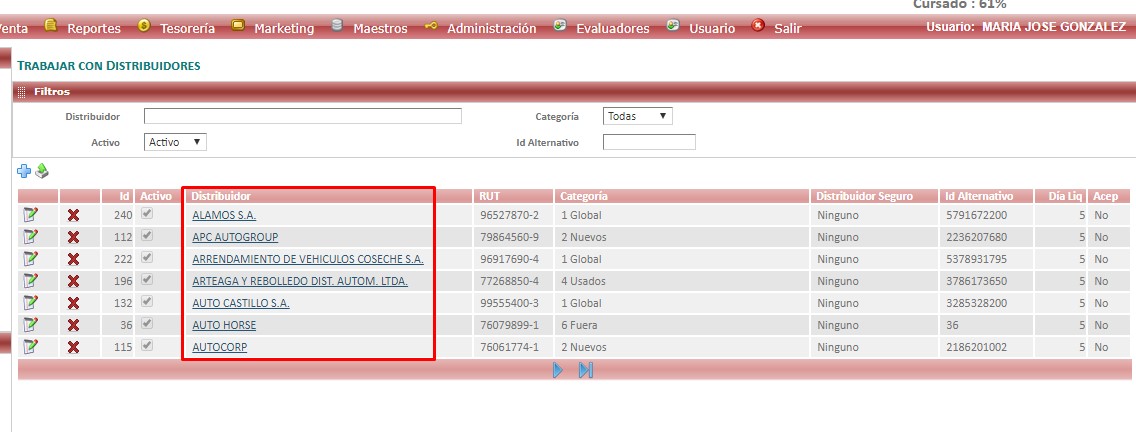 Cursado : 61%
enta Reportes Tesorería Marketing Maestros Administración Evaluadores Usuario Salir Usuario: MARIA JOSE GONZALEZ
TRABAJAR CON DISTRIBUIDORES
Filtros
Distribuidor Categoría Todas
Activo Activo Id Alternativo
Id Activo Distribuidor RUT Categoría Distribuidor Seguro Id Alternativo Día Liq Acep
240 ALAMOS S.A. 96527870-2 1 Global Ninguno 5791672200 5 No
112 APC AUTOGROUP 79864560-9 2 Nuevos Ninguno 2236207680 5 No
222 ARRENDAMIENTO DE VEHICULOS COSECHE S.A. 96917690-4 1 Global Ninguno 5378931795 5 No
196 ARTEAGA Y REBOLLEDO DIST. AUTOM. LTDA. 77268850-4 4 Usados Ninguno 3786173650 5 No
132 AUTO CASTILLO S.A. 99555400-3 1 Global Ninguno 3285328200 5 No
36 AUTO HORSE 76079899-1 6 Fuera Ninguno 36 5 No
115 AUTOCORP 76061774-1 2 Nuevos Ninguno 2186201002 5 No